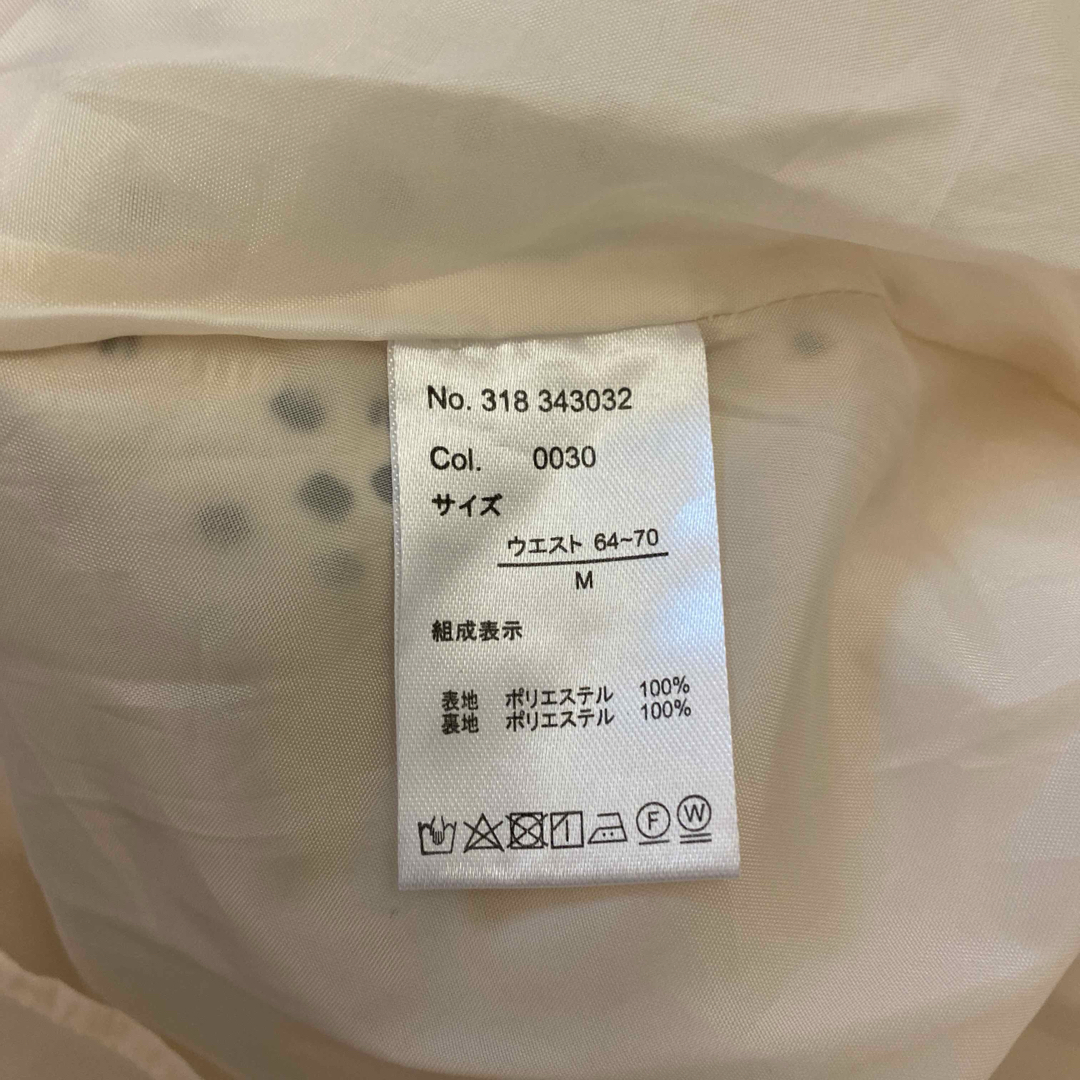 No. 318 343032
Col. 0030
サイズ
ウエスト 64~70
M
組成表示
表地 ポリエステル 100%
裏地 ポリエステル 100%
F W